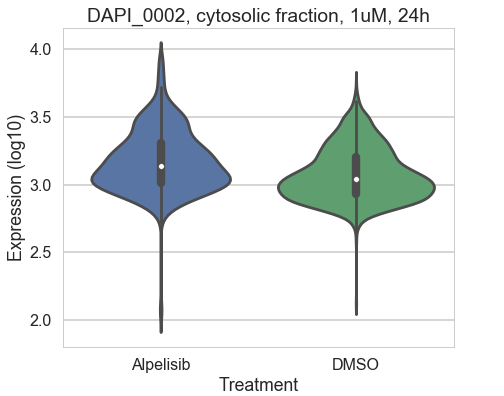 DAPI_0002, cytosolic fraction, 1uM, 24h
Expression (log10)
4.0
3.5
3.0
2.5
2.0
Alpelisib
DMSO
Treatment